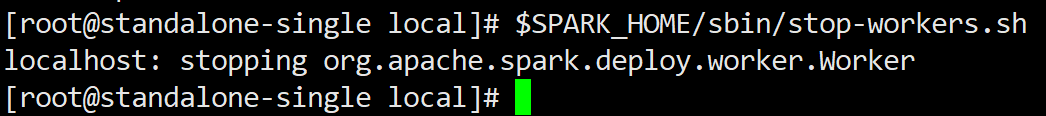 [root@standalone-single local]# $SPARK_HOME/sbin/stop-workers.sh
localhost: stopping org.apache.spark.deploy.worker.Worker
[root@standalone-single local]#